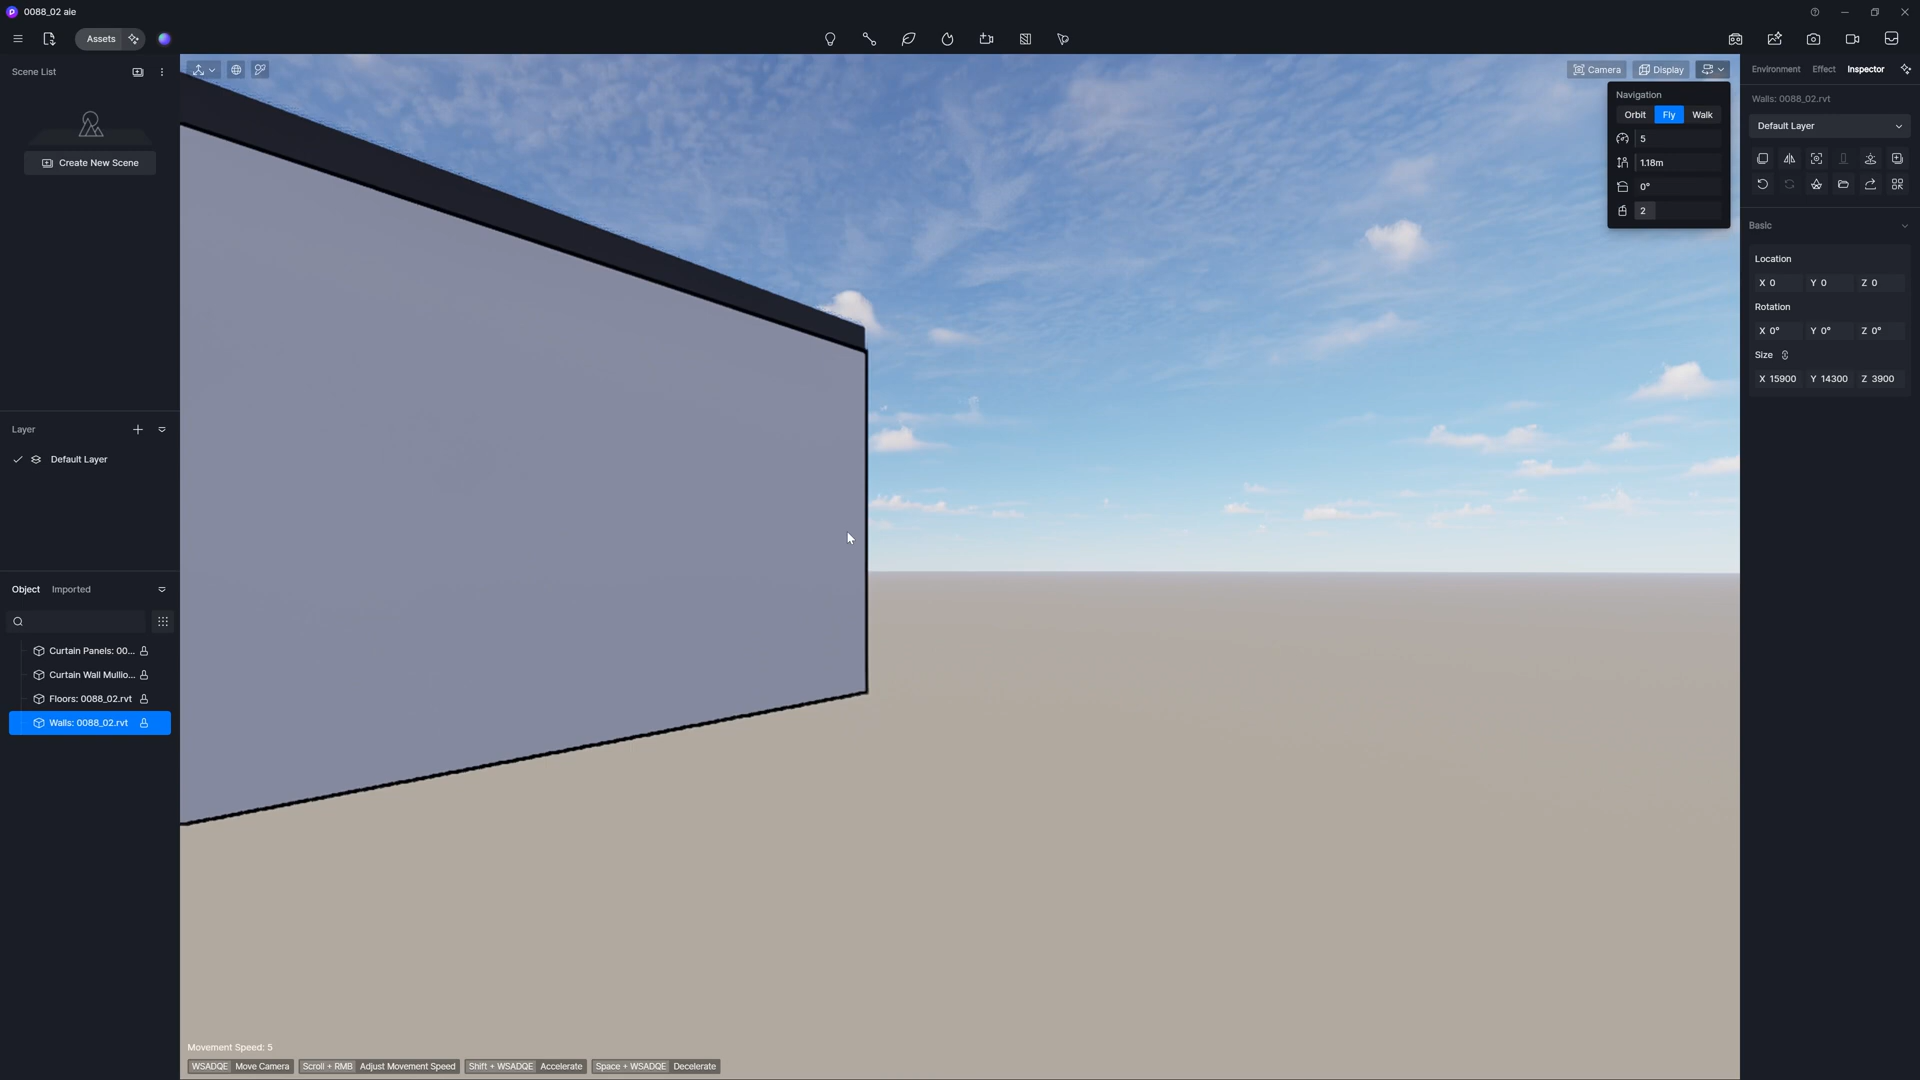 0088_02 aie
Assets
Scene List
Create New Scene
Layer
Default Layer
Object Imported
Curtain Panels: 00...
Curtain Wall Mullio...
Floors: 0088_02.rvt
Walls: 0088_02.rvt
Camera Display
Navigation
Orbit Fly Walk
5
1.18m
0°
2
Movement Speed: 5
WSADQE Move Camera Scroll + RMB Adjust Movement Speed Shift + WSADQE Accelerate Space + WSADQE Decelerate
Environment Effect Inspector
Walls: 0088_02.rvt
Default Layer
Basic
Location
X 0 Y 0 Z 0
Rotation
X 0° Y 0° Z 0°
Size
X 15900 Y 14300 Z 3900